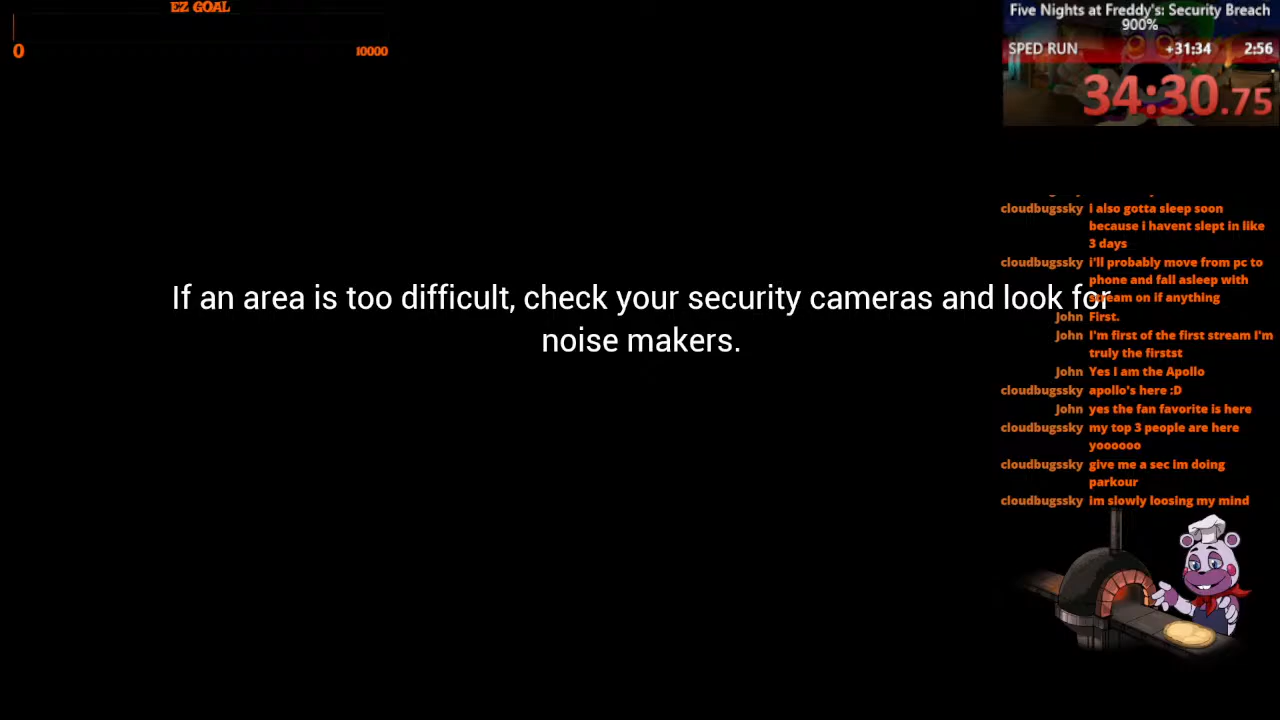 EZ GOAL
0
10000
Five Nights at Freddy's: Security Breach
900%
SPED RUN +31:34 2:56
34:30.75
If an area is too difficult, check your security cameras and look for
noise makers.
cloudbugssky i also gotta sleep soon
because i havent slept in like
3 days
cloudbugssky i'll probably move from pc to
phone and fall asleep with
stream on if anything
John First.
John I'm first of the first stream I'm
truly the firstst
John Yes I am the Apollo
cloudbugssky apollo's here :D
John yes the fan favorite is here
cloudbugssky my top 3 people are here
yoooooo
cloudbugssky give me a sec im doing
parkour
cloudbugssky im slowly loosing my mind